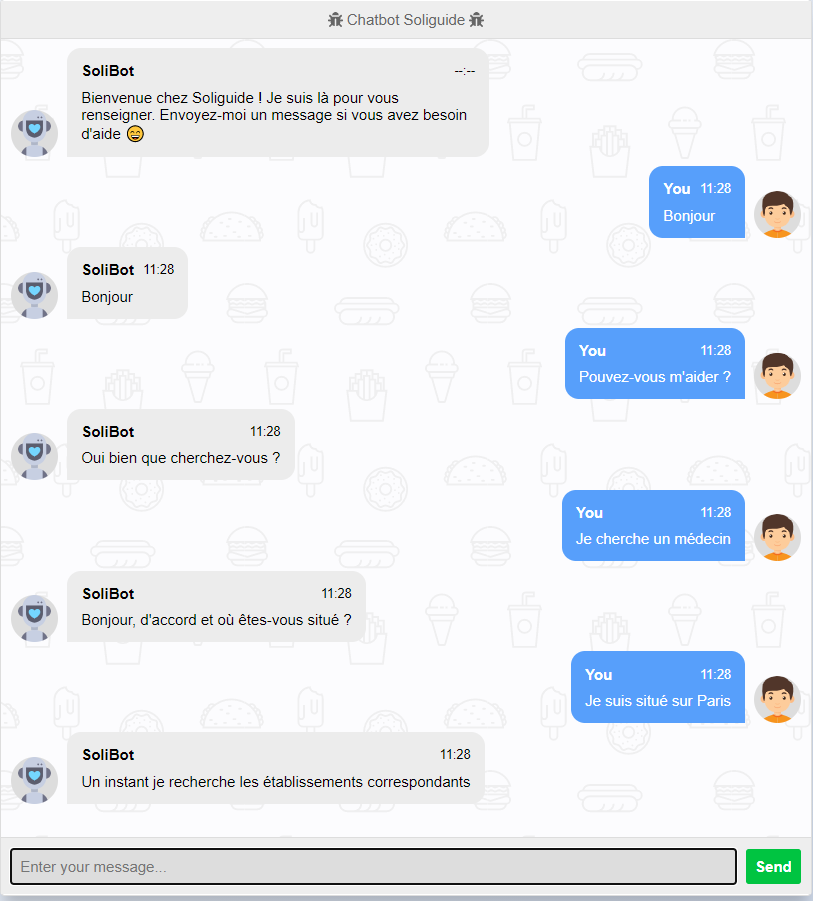 Chatbot Soliguide
SoliBot --:--
Bienvenue chez Soliguide ! Je suis là pour vous
renseigner. Envoyez-moi un message si vous avez besoin
d'aide 😄
You 11:28
Bonjour
SoliBot 11:28
Bonjour
You 11:28
Pouvez-vous m'aider ?
SoliBot 11:28
Oui bien que cherchez-vous ?
You 11:28
Je cherche un médecin
SoliBot 11:28
Bonjour, d'accord et où êtes-vous situé ?
You 11:28
Je suis situé sur Paris
SoliBot 11:28
Un instant je recherche les établissements correspondants
Enter your message... Send